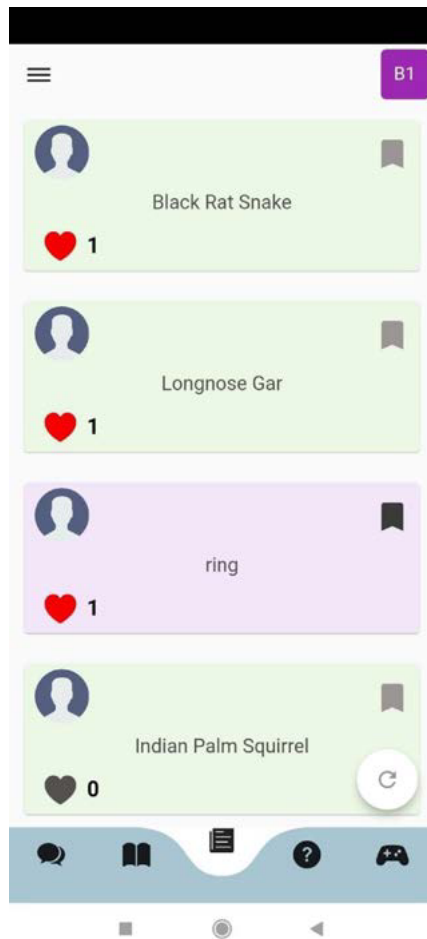 B1
Black Rat Snake
1
Longnose Gar
1
ring
1
Indian Palm Squirrel
0
?